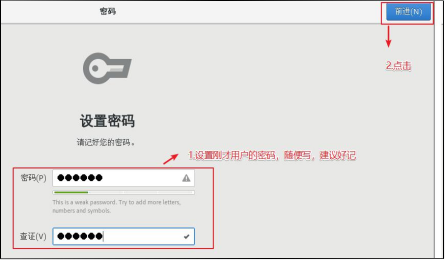 密码
前进(N)
2.点击
设置密码
请记好您的密码。
1.设置刚才用户的密码，随便写，建议好记
密码(P)
This is a weak password. Try to add more letters,
numbers and symbols.
查证(V)